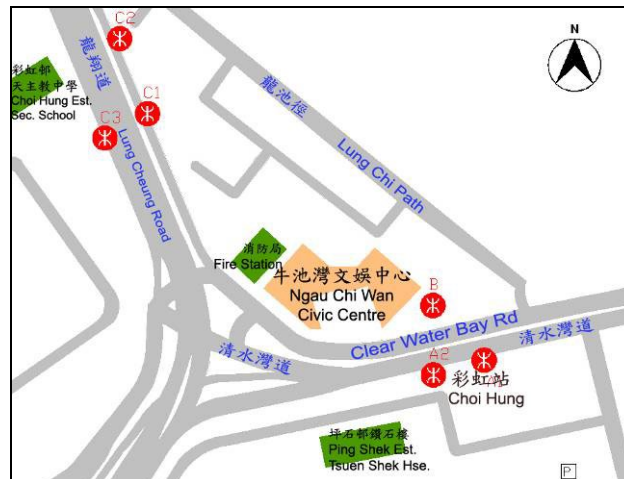 C2
N
龍翔道
彩虹邨
天主教中學
Choi Hung Est.
Sec. School
C1
C3
龍池徑
Lung Chi Path
Lung Cheung Road
消防局
Fire Station
牛池灣文娛中心
Ngau Chi Wan
Civic Centre
B
Clear Water Bay Rd
清水灣道
清水灣道
A2
彩虹站
Choi Hung
坪石邨鑽石樓
Ping Shek Est.
Tsuen Shek Hse.
P